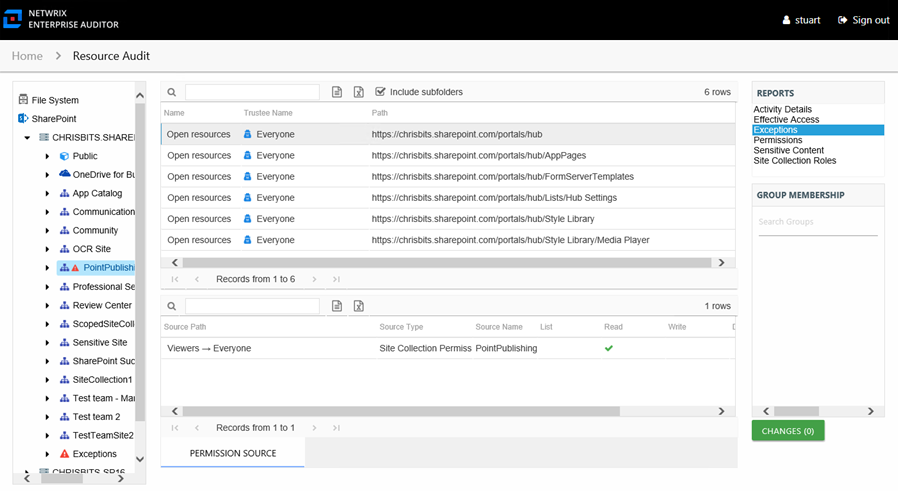 NETWRIX
ENTERPRISE AUDITOR
stuart
Sign out
Home > Resource Audit
File System
SharePoint
CHRISBITS.SHARE
Public
OneDrive for Bu
App Catalog
Communication
Community
OCR Site
PointPublishi
Professional Se
Review Center
ScopedSiteColl
Sensitive Site
SharePoint Suc
SiteCollection1
Test team - Mar
Test team 2
TestTeamSite2
Exceptions
CHRISBITS.SP16
Include subfolders
6 rows
Name Trustee Name Path
Open resources Everyone https://chrisbits.sharepoint.com/portals/hub
Open resources Everyone https://chrisbits.sharepoint.com/portals/hub/AppPages
Open resources Everyone https://chrisbits.sharepoint.com/portals/hub/FormServerTemplates
Open resources Everyone https://chrisbits.sharepoint.com/portals/hub/Lists/Hub Settings
Open resources Everyone https://chrisbits.sharepoint.com/portals/hub/Style Library
Open resources Everyone https://chrisbits.sharepoint.com/portals/hub/Style Library/Media Player
Records from 1 to 6
1 rows
Source Path Source Type Source Name List Read Write
Viewers → Everyone Site Collection Permiss PointPublishing
Records from 1 to 1
PERMISSION SOURCE
REPORTS
Activity Details
Effective Access
Exceptions
Permissions
Sensitive Content
Site Collection Roles
GROUP MEMBERSHIP
Search Groups
CHANGES (0)